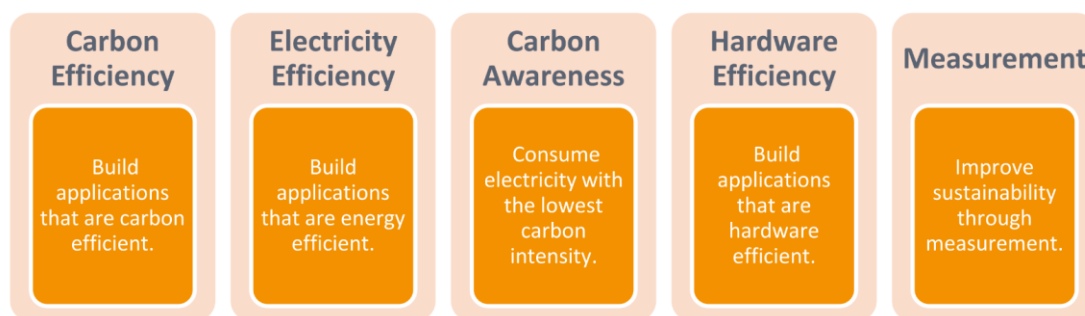 Carbon
Efficiency
Build
applications
that are carbon
efficient.
Electricity
Efficiency
Build
applications
that are energy
efficient.
Carbon
Awareness
Consume
electricity with
the lowest
carbon
intensity.
Hardware
Efficiency
Build
applications
that are
hardware
efficient.
Measurement
Improve
sustainability
through
measurement.